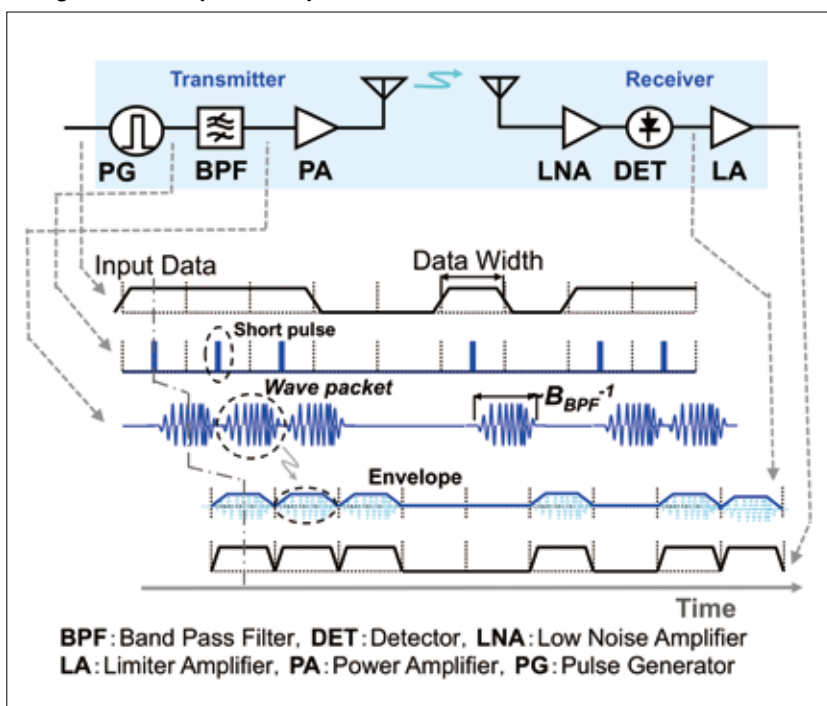 Transmitter
Receiver
PG
BPF
PA
LNA
DET
LA
Input Data
Data Width
Short pulse
Wave packet
~B_BPF^-1
Envelope
Time
BPF:Band Pass Filter, DET:Detector, LNA:Low Noise Amplifier
LA:Limiter Amplifier, PA:Power Amplifier, PG:Pulse Generator